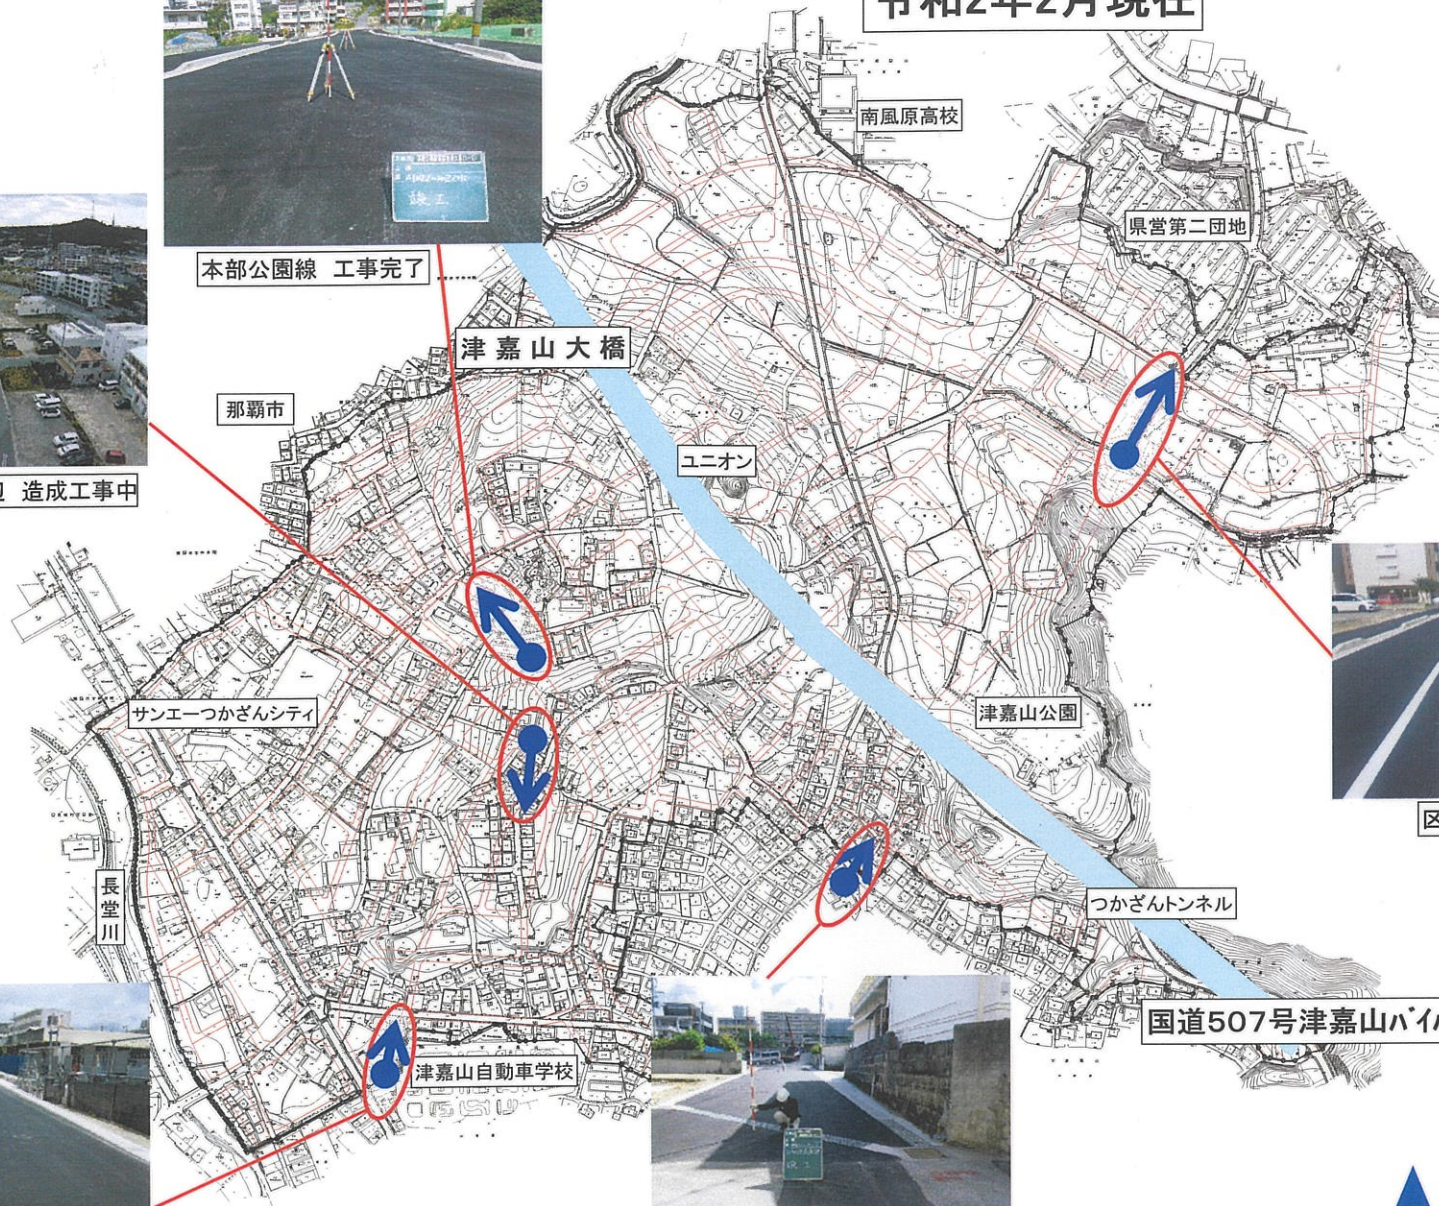 令和2年2月現在
南風原高校
県営第二団地
本部公園線 工事完了
津嘉山大橋
那覇市
ユニオン
造成工事中
竣工
サンエーつかざんシティ
津嘉山公園
長堂川
つかざんトンネル
国道507号津嘉山バイパ
津嘉山自動車学校
竣工
区